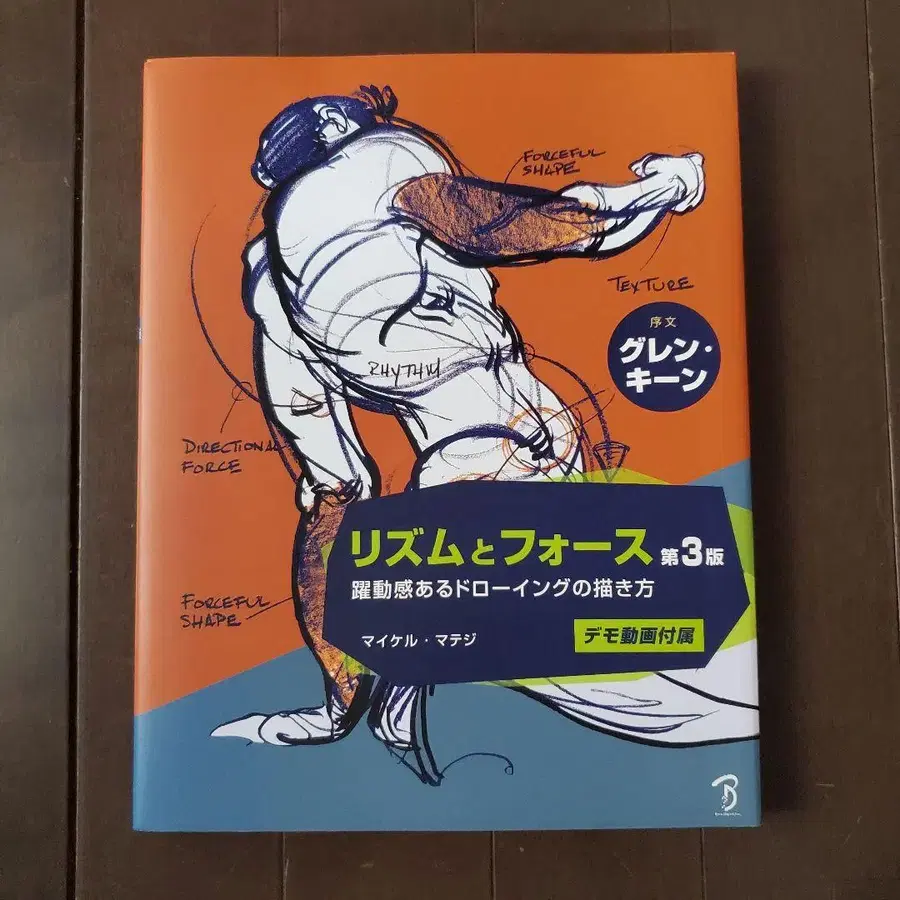 FORCEFUL
SHAPE
TEXTURE
序文
グレン・
キーン
RHYTHM
DIRECTIONAL
FORCE
リズムとフォース 第3版
躍動感あるドローイングの描き方
FORCEFUL
SHAPE
マイケル・マテジ
デモ動画付属
B